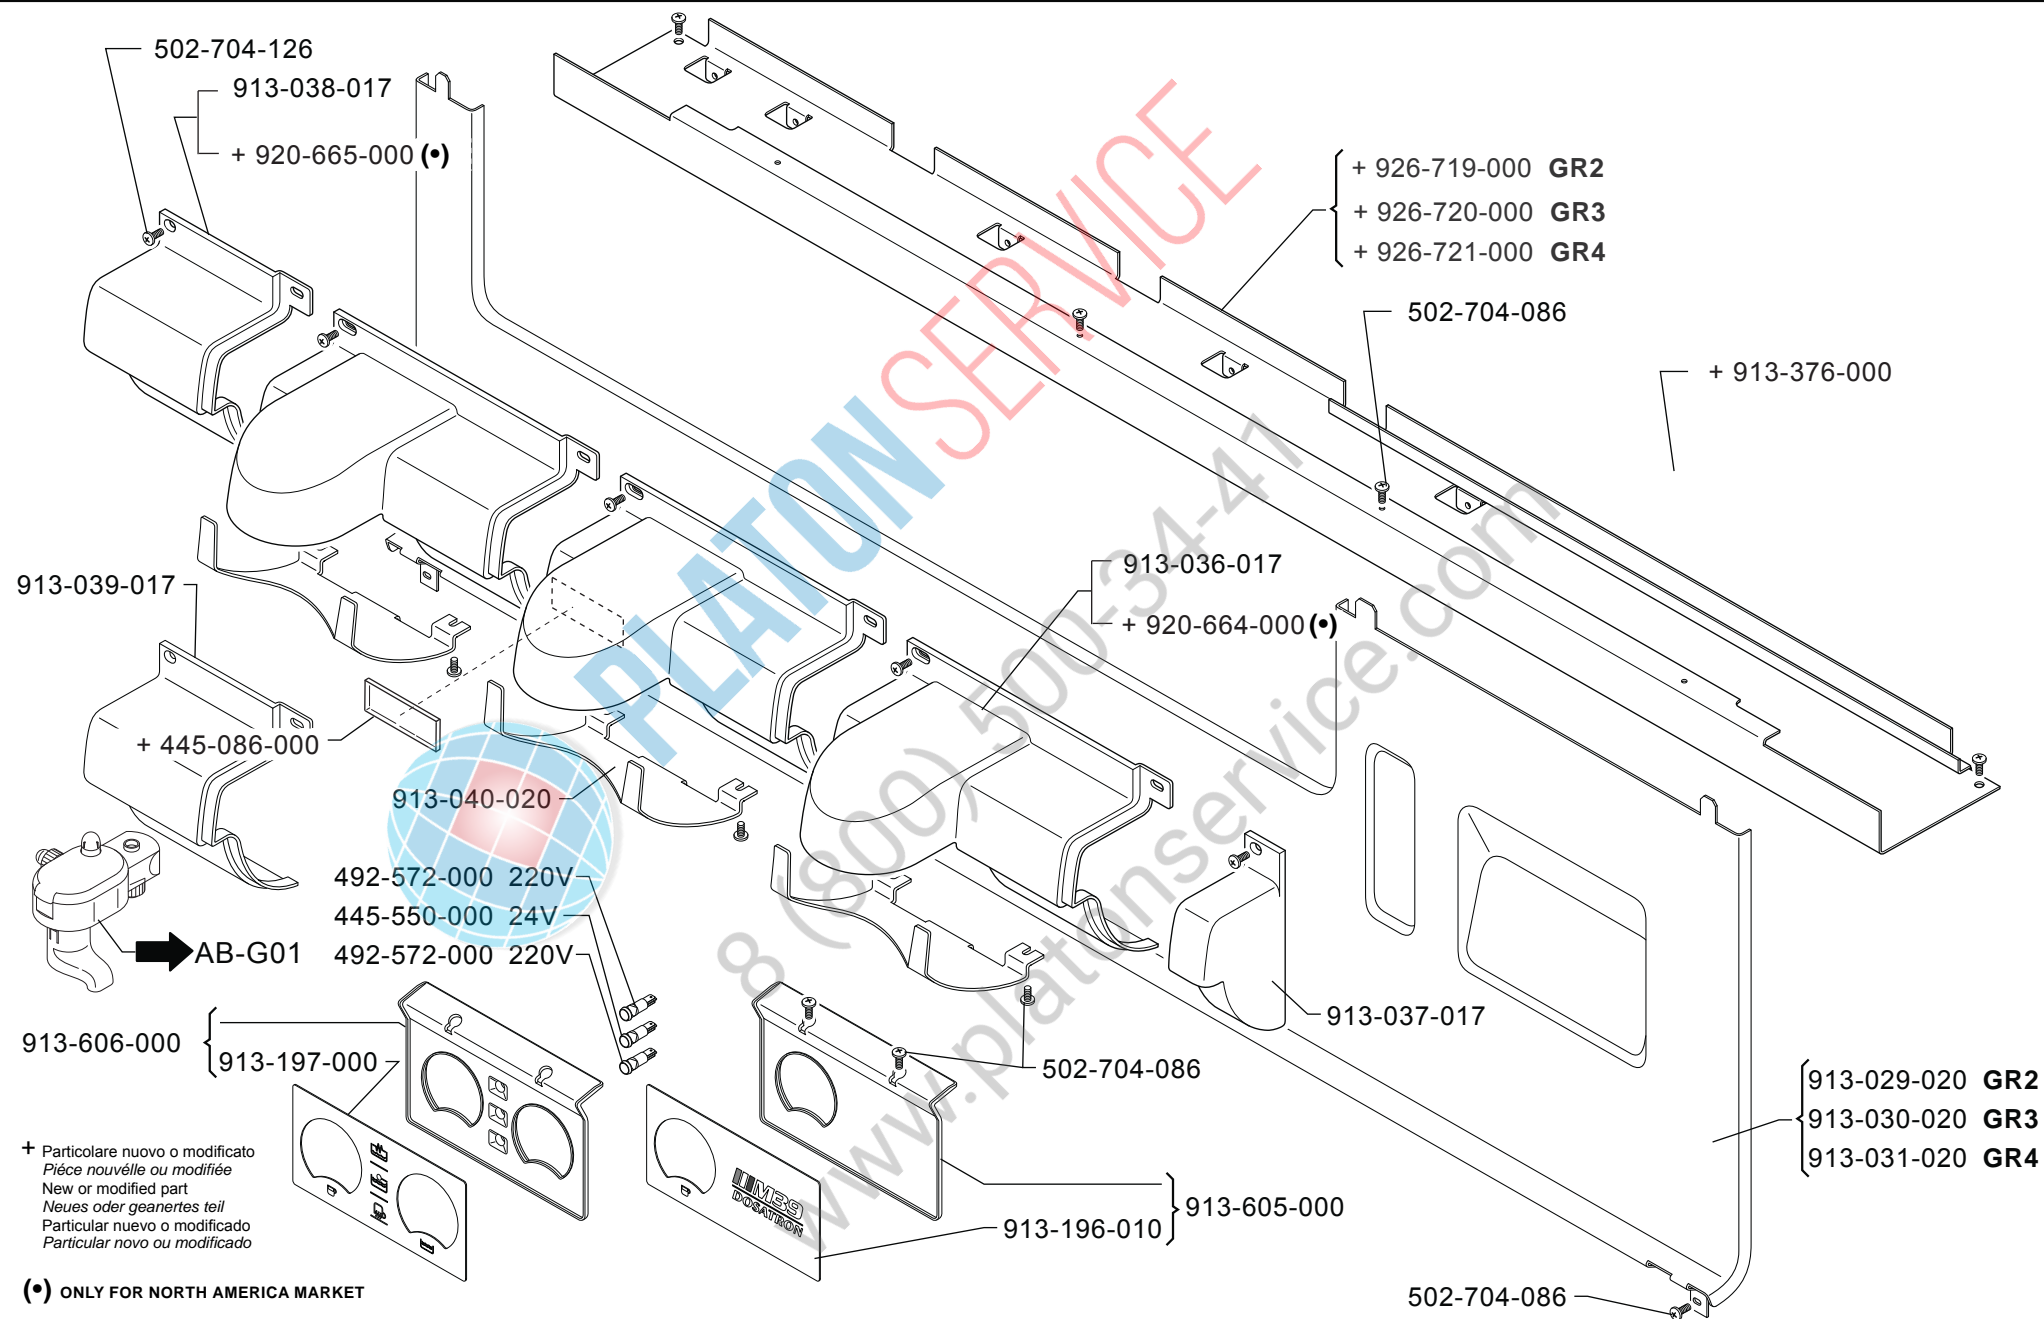 502-704-126
913-038-017
+ 920-665-000 (•)
+ 926-719-000 GR2
+ 926-720-000 GR3
+ 926-721-000 GR4
502-704-086
+ 913-376-000
913-036-017
+ 920-664-000 (•)
913-039-017
+ 445-086-000
913-040-020
492-572-000 220V
445-550-000 24V
492-572-000 220V
AB-G01
913-606-000
913-197-000
913-037-017
502-704-086
913-029-020 GR2
913-030-020 GR3
913-031-020 GR4
M39
DOSATRON
913-605-000
913-196-010
502-704-086
+ Particolare nuovo o modificato
Piéce nouvélle ou modifiée
New or modified part
Neues oder geanertes teil
Particular nuevo o modificado
Particular novo ou modificado
(•) ONLY FOR NORTH AMERICA MARKET
PLATONSERVICE
8 (800) 500-34-41
www.platonservice.com